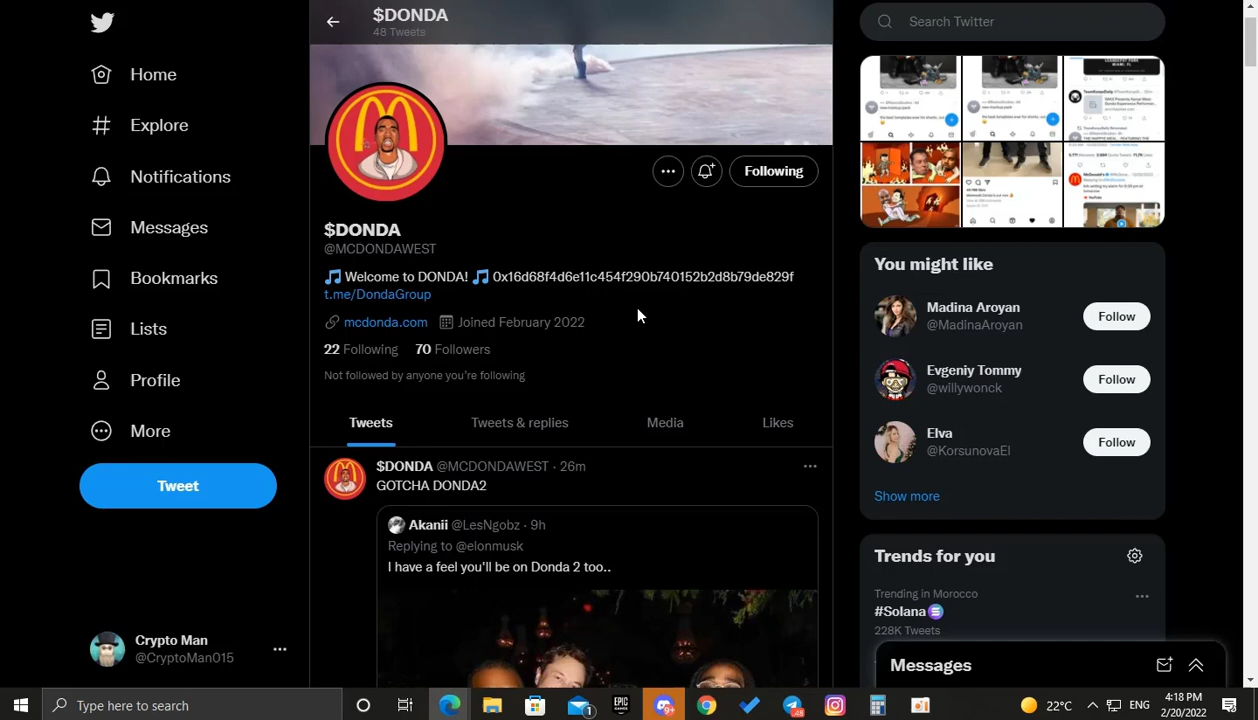 $DONDA
48 Tweets
Search Twitter
Home
Explore
Notifications
Messages
Bookmarks
Lists
Profile
More
Tweet
Crypto Man
@CryptoMan015
Following
$DONDA
@MCDONDAWEST
🎵 Welcome to DONDA! 🎵 0x16d68f4d6e11c454f290b740152b2d8b79de829f
t.me/DondaGroup
mcdonda.com Joined February 2022
22 Following 70 Followers
Not followed by anyone you're following
Tweets Tweets & replies Media Likes
$DONDA @MCDONDAWEST · 26m
GOTCHA DONDA2
Akanii @LesNgobz · 9h
Replying to @elonmusk
I have a feel you'll be on Donda 2 too..
You might like
Madina Aroyan
@MadinaAroyan
Follow
Evgeniy Tommy
@willywonck
Follow
Elva
@KorsunovaEl
Follow
Show more
Trends for you
Trending in Morocco
#Solana
228K Tweets
Messages
Type here to search
EPIC
GAMES
1
9+
48
22°C
ENG
4:18 PM
2/20/2022